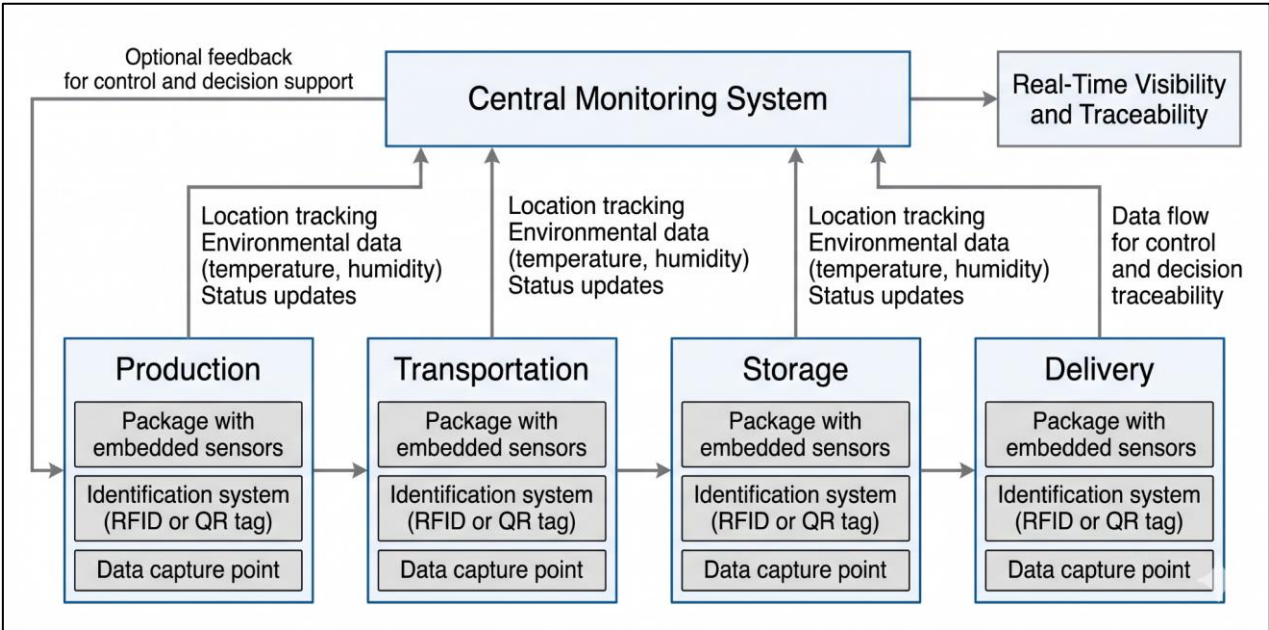 Optional feedback
for control and decision support
Central Monitoring System
Real-Time Visibility
and Traceability
Location tracking
Environmental data
(temperature, humidity)
Status updates
Location tracking
Environmental data
(temperature, humidity)
Status updates
Location tracking
Environmental data
(temperature, humidity)
Status updates
Data flow
for control
and decision
traceability
Production
Package with
embedded sensors
Identification system
(RFID or QR tag)
Data capture point
Transportation
Package with
embedded sensors
Identification system
(RFID or QR tag)
Data capture point
Storage
Package with
embedded sensors
Identification system
(RFID or QR tag)
Data capture point
Delivery
Package with
embedded sensors
Identification system
(RFID or QR tag)
Data capture point